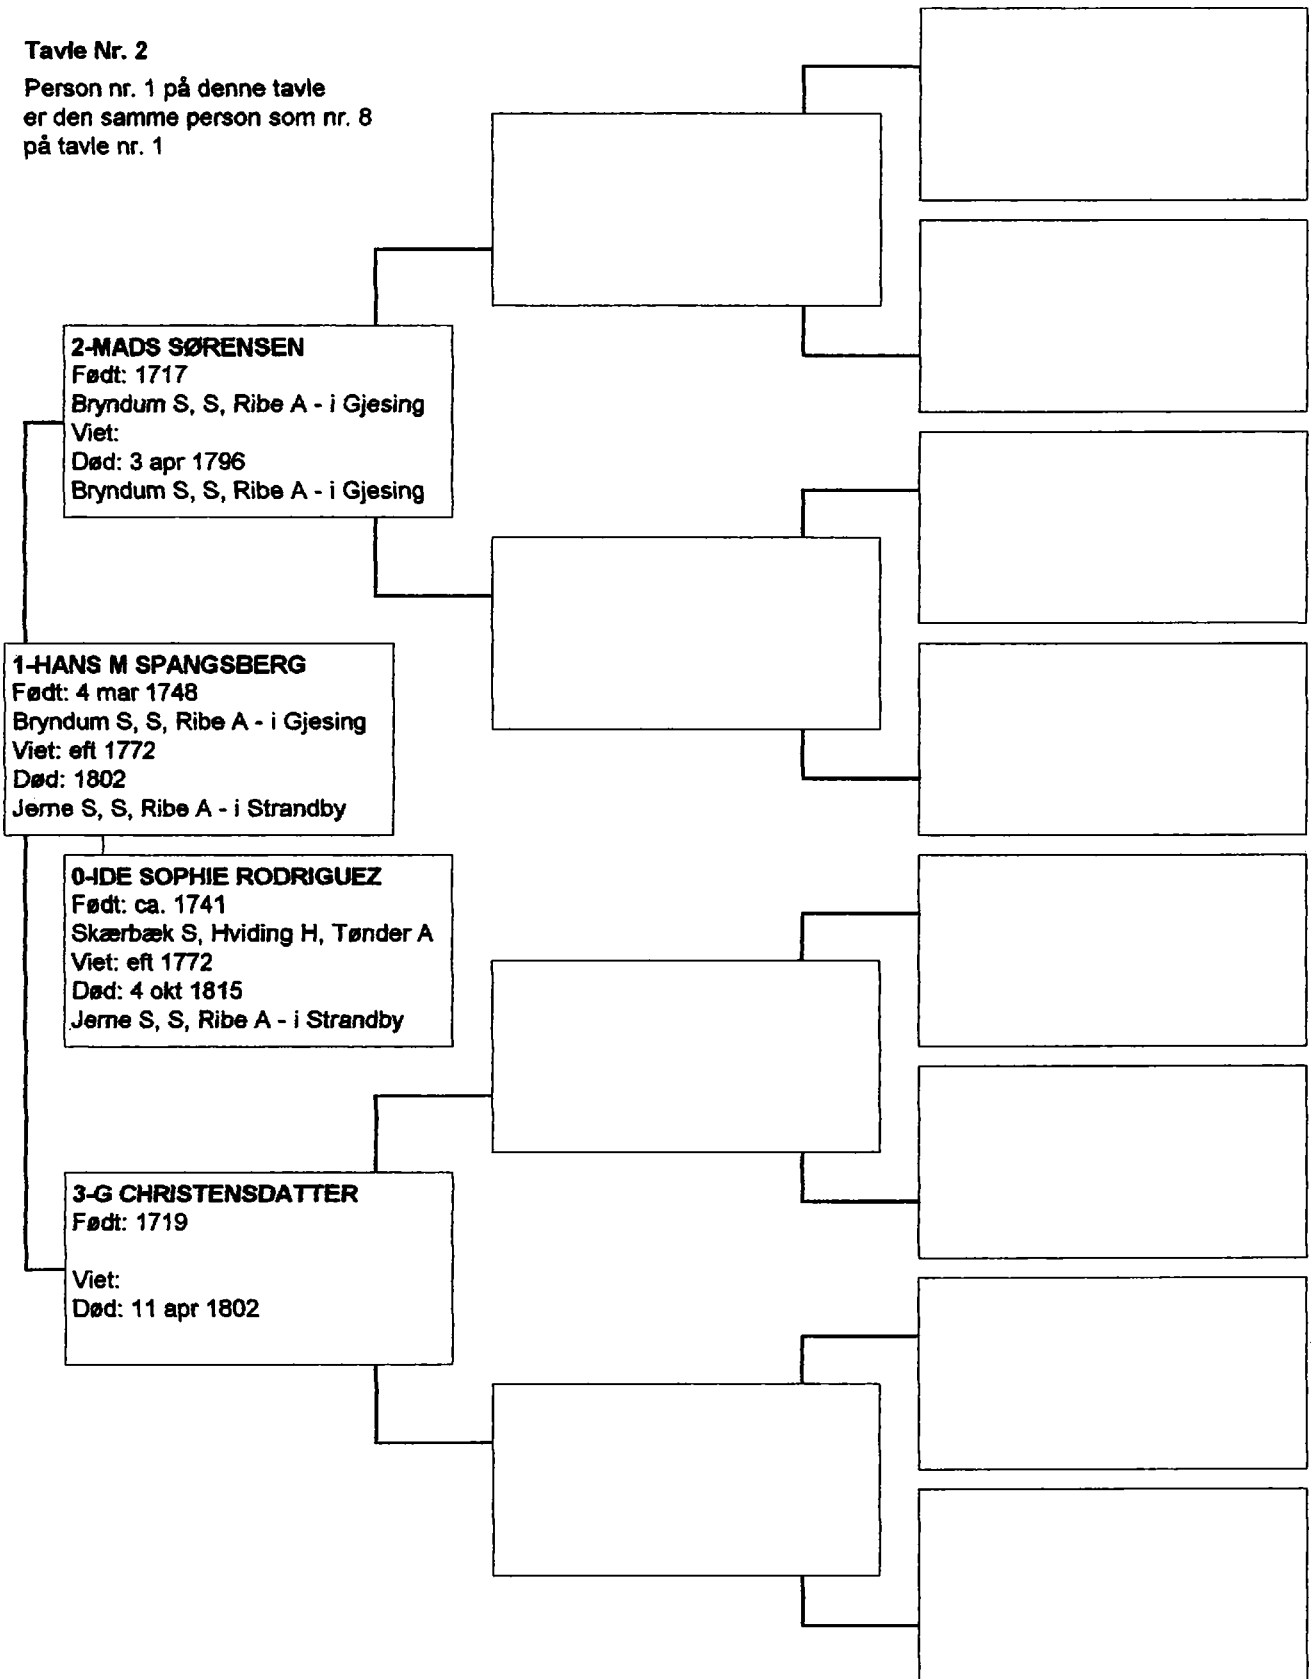 Tavle Nr. 2
Person nr. 1 på denne tavle
er den samme person som nr. 8
på tavle nr. 1
2-MADS SØRENSEN
Født: 1717
Bryndum S, S, Ribe A - i Gjesing
Viet:
Død: 3 apr 1796
Bryndum S, S, Ribe A - i Gjesing
1-HANS M SPANGSBERG
Født: 4 mar 1748
Bryndum S, S, Ribe A - i Gjesing
Viet: eft 1772
Død: 1802
Jerne S, S, Ribe A - i Strandby
0-IDE SOPHIE RODRIGUEZ
Født: ca. 1741
Skærbæk S, Hviding H, Tønder A
Viet: eft 1772
Død: 4 okt 1815
Jerne S, S, Ribe A - i Strandby
3-G CHRISTENSDATTER
Født: 1719
Viet:
Død: 11 apr 1802